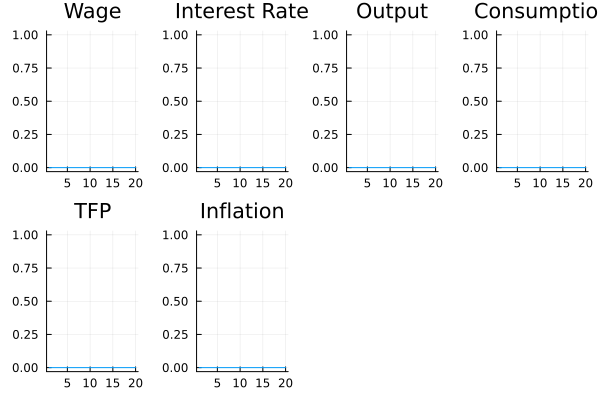 Wage Interest Rate Output Consumptio
1.00 1.00 1.00 1.00
0.75 0.75 0.75 0.75
0.50 0.50 0.50 0.50
0.25 0.25 0.25 0.25
0.00 0.00 0.00 0.00
5 10 15 20 5 10 15 20 5 10 15 20 5 10 15 20
TFP Inflation
1.00 1.00
0.75 0.75
0.50 0.50
0.25 0.25
0.00 0.00
5 10 15 20 5 10 15 20